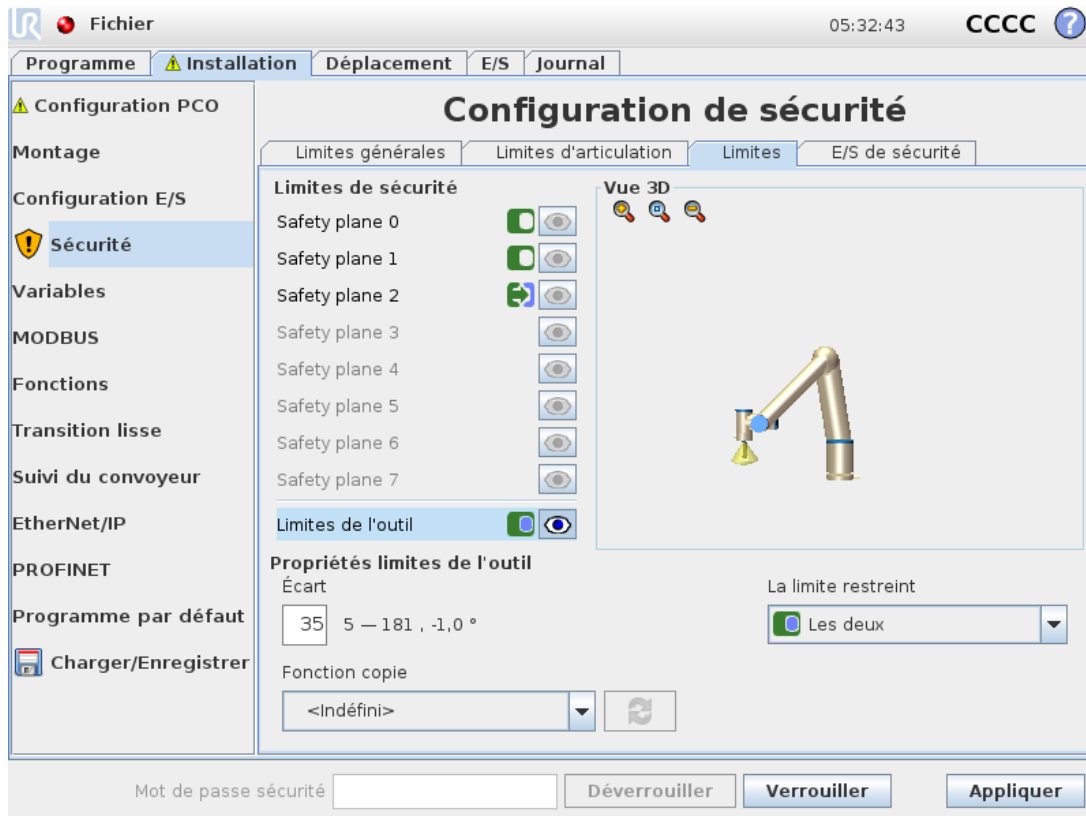 UR Fichier 05:32:43 CCCC ?
Programme Installation Déplacement E/S Journal
Configuration PCO
Montage
Configuration E/S
Sécurité
Variables
MODBUS
Fonctions
Transition lisse
Suivi du convoyeur
EtherNet/IP
PROFINET
Programme par défaut
Charger/Enregistrer
Configuration de sécurité
Limites générales Limites d'articulation Limites E/S de sécurité
Limites de sécurité
Safety plane 0
Safety plane 1
Safety plane 2
Safety plane 3
Safety plane 4
Safety plane 5
Safety plane 6
Safety plane 7
Limites de l'outil
Vue 3D
Propriétés limites de l'outil
Écart
35 5 — 181 , -1,0 °
La limite restreint
Les deux
Fonction copie
<Indéfini>
Mot de passe sécurité Déverrouiller Verrouiller Appliquer